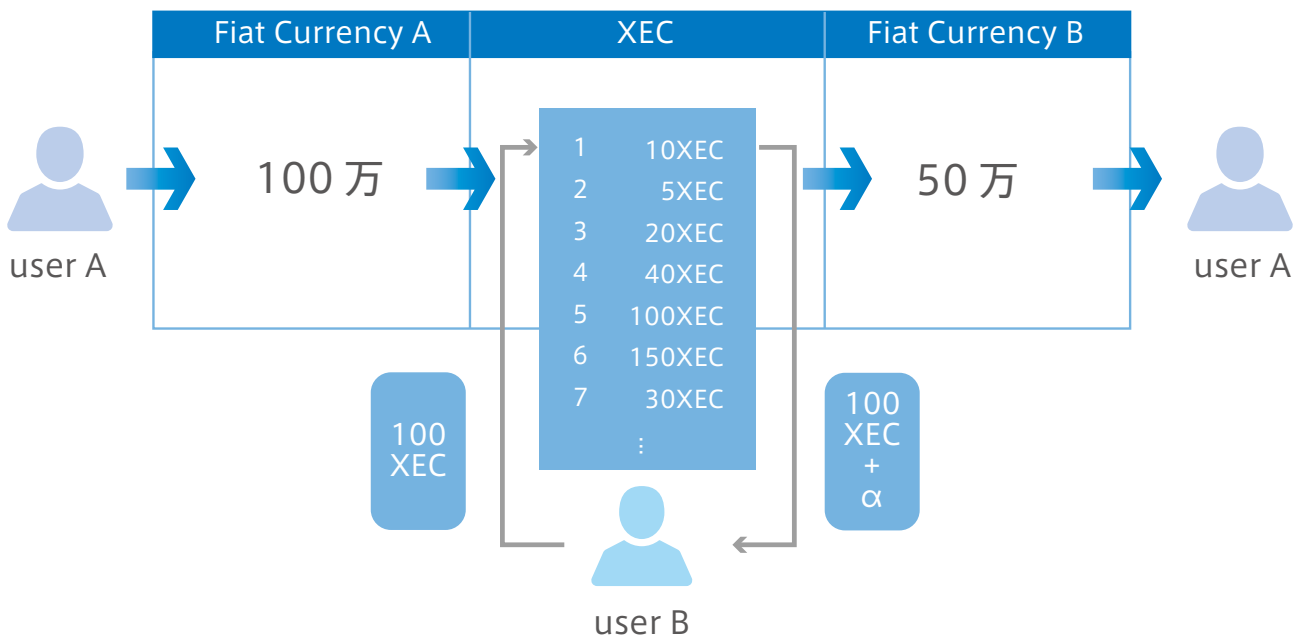 Fiat Currency A
XEC
Fiat Currency B
user A
100 万
1 10XEC
2 5XEC
3 20XEC
4 40XEC
5 100XEC
6 150XEC
7 30XEC
⋮
50 万
user A
100
XEC
100
XEC
+
α
user B